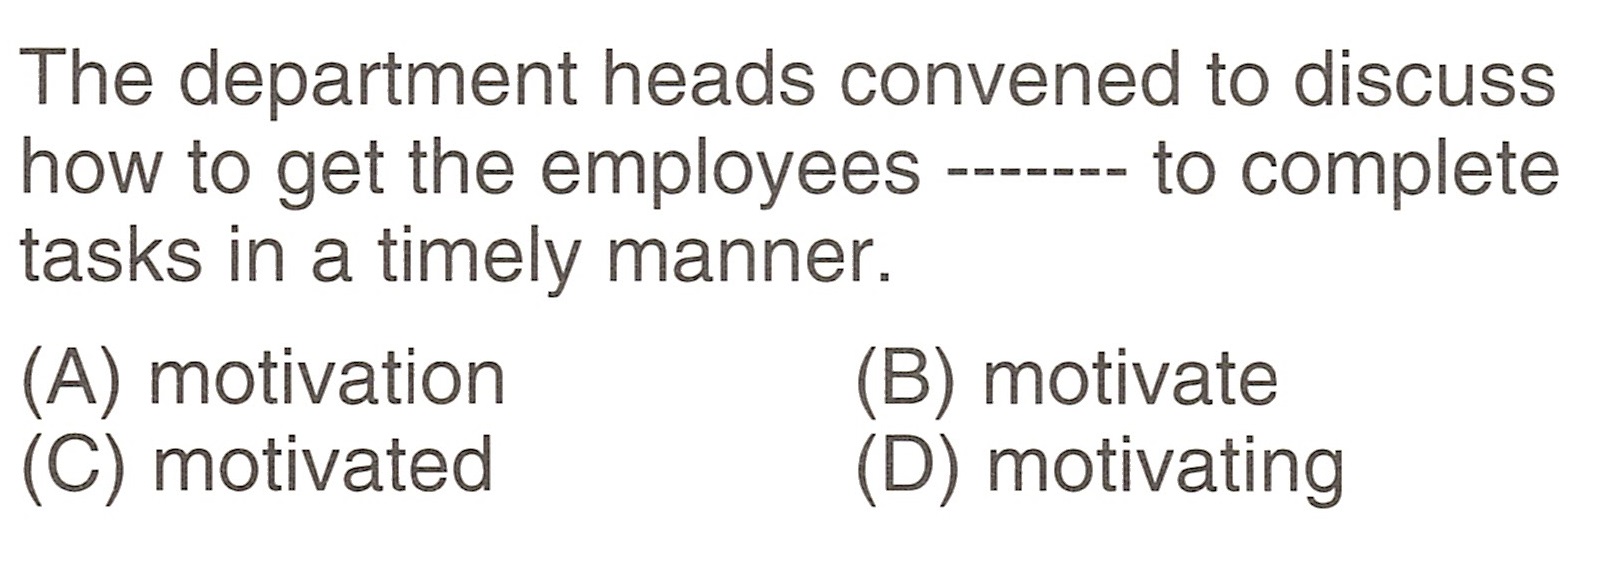 The department heads convened to discuss
how to get the employees ------- to complete
tasks in a timely manner.
(A) motivation (B) motivate
(C) motivated (D) motivating